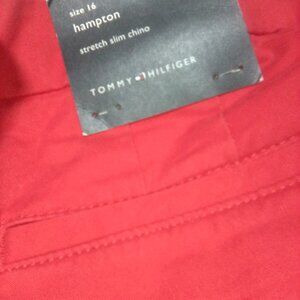 size 16
hampton
stretch slim chino
TOMMY HILFIGER